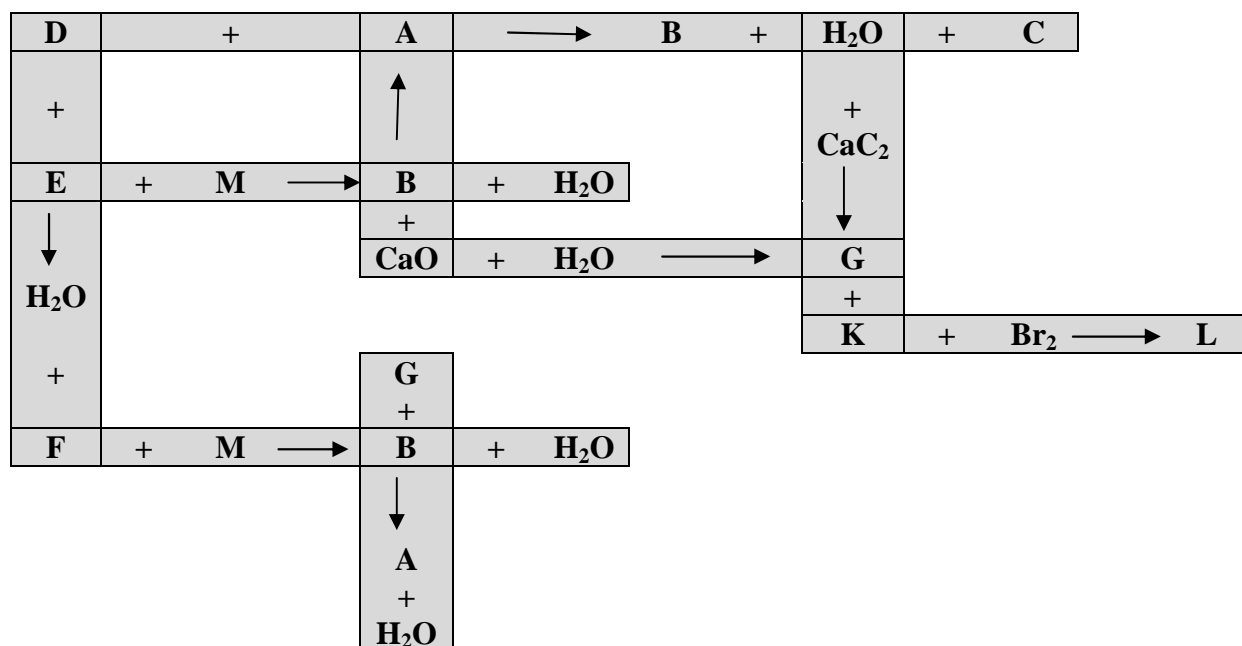 D + A → B + H₂O + C
+ ↑ +
CaC₂
E + M → B + H₂O ↓
↓ +
CaO + H₂O → G
H₂O +
K + Br₂ → L
+ G
+
F + M → B + H₂O
↓
A
+
H₂O